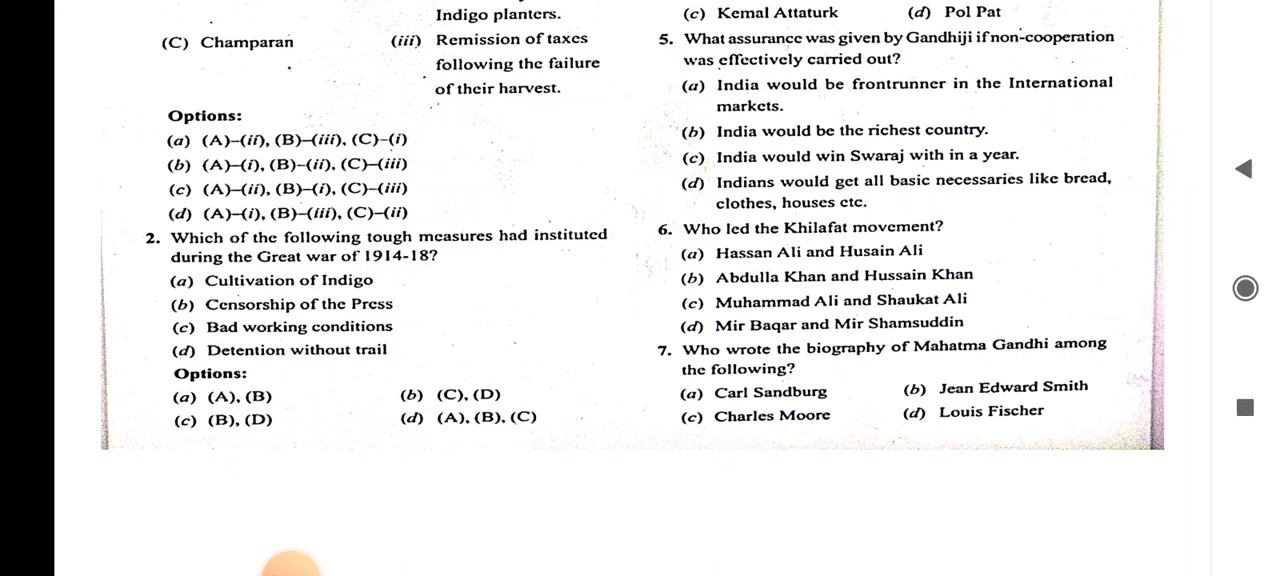 Indigo planters.
(C) Champaran
(iii) Remission of taxes
following the failure
of their harvest.
Options:
(a) (A)–(ii), (B)–(iii), (C)–(i)
(b) (A)–(i), (B)–(ii), (C)–(iii)
(c) (A)–(ii), (B)–(i), (C)–(iii)
(d) (A)–(i), (B)–(iii), (C)–(ii)
2. Which of the following tough measures had instituted
during the Great war of 1914-18?
(a) Cultivation of Indigo
(b) Censorship of the Press
(c) Bad working conditions
(d) Detention without trail
Options:
(a) (A), (B) (b) (C), (D)
(c) (B), (D) (d) (A), (B), (C)
(c) Kemal Attaturk (d) Pol Pat
5. What assurance was given by Gandhiji if non-cooperation
was effectively carried out?
(a) India would be frontrunner in the International
markets.
(b) India would be the richest country.
(c) India would win Swaraj with in a year.
(d) Indians would get all basic necessaries like bread,
clothes, houses etc.
6. Who led the Khilafat movement?
(a) Hassan Ali and Husain Ali
(b) Abdulla Khan and Hussain Khan
(c) Muhammad Ali and Shaukat Ali
(d) Mir Baqar and Mir Shamsuddin
7. Who wrote the biography of Mahatma Gandhi among
the following?
(a) Carl Sandburg (b) Jean Edward Smith
(c) Charles Moore (d) Louis Fischer